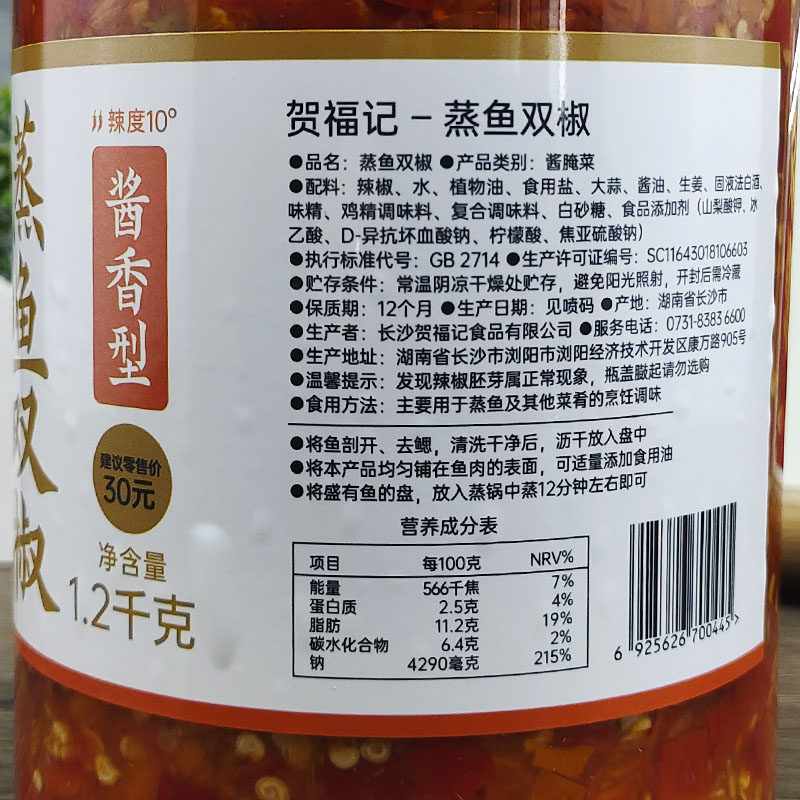 蒸鱼双椒
辣度10°
酱香型
建议零售价
30元
净含量
1.2千克
贺福记 – 蒸鱼双椒
●品名：蒸鱼双椒 ●产品类别：酱腌菜
●配料：辣椒、水、植物油、食用盐、大蒜、酱油、生姜、固液法白酒、
味精、鸡精调味料、复合调味料、白砂糖、食品添加剂（山梨酸钾、冰
乙酸、D-异抗坏血酸钠、柠檬酸、焦亚硫酸钠）
●执行标准代号：GB 2714 ●生产许可证编号：SC11643018106603
●贮存条件：常温阴凉干燥处贮存，避免阳光照射，开封后需冷藏
●保质期：12个月 ●生产日期：见喷码 ●产地：湖南省长沙市
●生产者：长沙贺福记食品有限公司 ●服务电话：0731-8383 6600
●生产地址：湖南省长沙市浏阳市浏阳经济技术开发区康万路905号
●温馨提示：发现辣椒胚芽属正常现象，瓶盖鼓起请勿选购
●食用方法：主要用于蒸鱼及其他菜肴的烹饪调味
●将鱼剖开、去鳃，清洗干净后，沥干放入盘中
●将本产品均匀铺在鱼肉的表面，可适量添加食用油
●将盛有鱼的盘，放入蒸锅中蒸12分钟左右即可
营养成分表
项目 每100克 NRV%
能量 566千焦 7%
蛋白质 2.5克 4%
脂肪 11.2克 19%
碳水化合物 6.4克 2%
钠 4290毫克 215%
6 925626 700445>